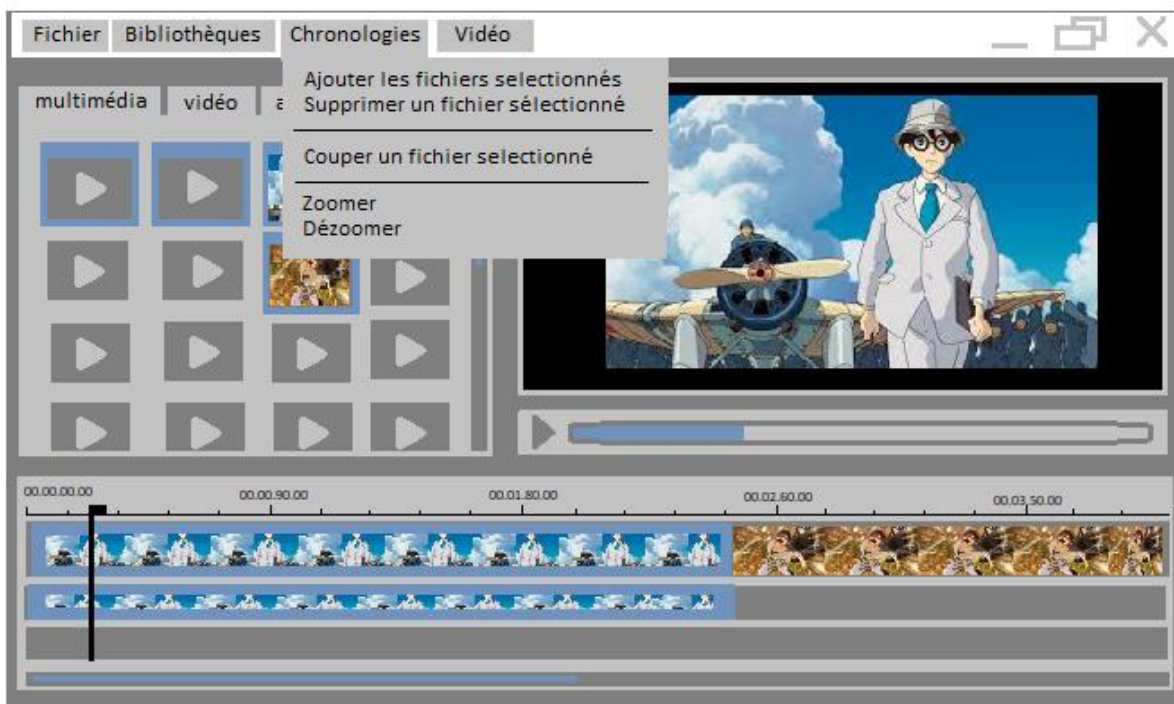 Fichier Bibliothèques Chronologies Vidéo
Ajouter les fichiers selectionnés
Supprimer un fichier sélectionné
Couper un fichier selectionné
Zoomer
Dézoomer
multimédia vidéo a
00.00.00.00 00.00.90.00 00.01.80.00 00.02.60.00 00.03.50.00